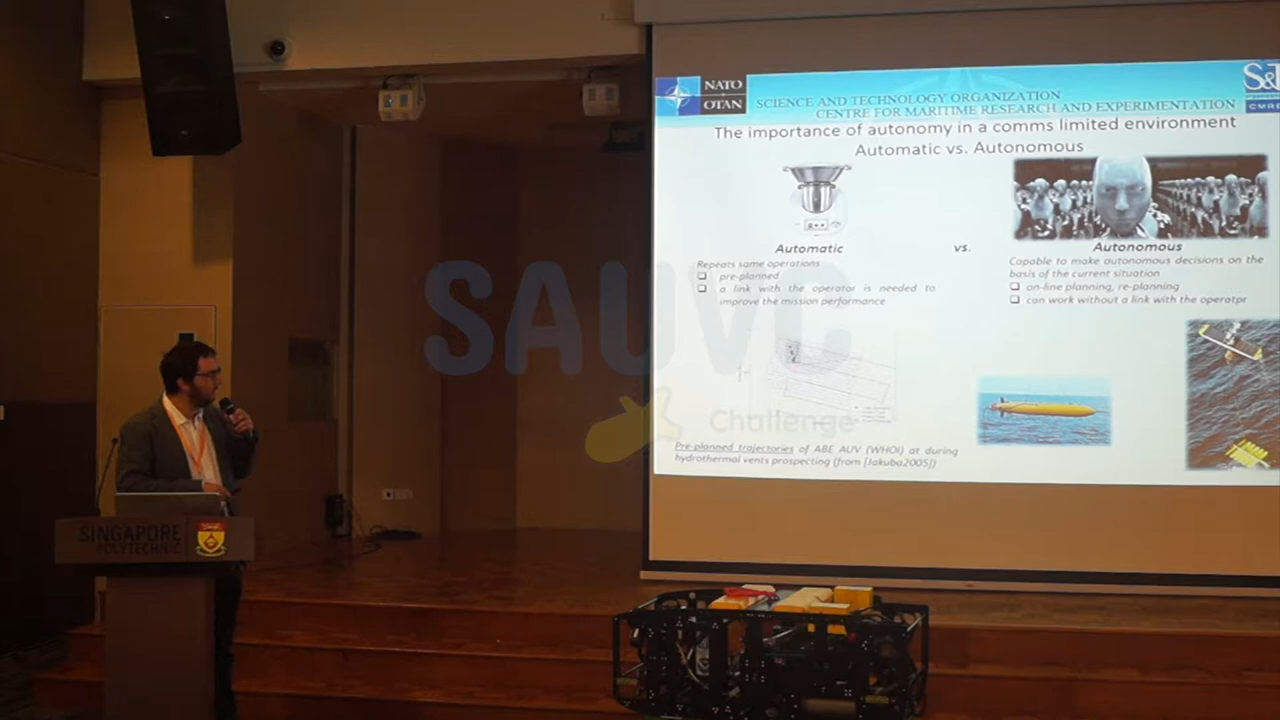 NATO
OTAN
SCIENCE AND TECHNOLOGY ORGANIZATION
CENTRE FOR MARITIME RESEARCH AND EXPERIMENTATION
CMRE
The importance of autonomy in a comms limited environment
Automatic vs. Autonomous
Automatic
vs.
Autonomous
Repeats same operations
❑ pre-planned
❑ a link with the operator is needed to
improve the mission performance
Capable to make autonomous decisions on the
basis of the current situation
❑ on-line planning, re-planning
❑ can work without a link with the operator
SAUVC
Challenge
Pre-planned trajectories of ABE AUV (WHOI) at during
hydrothermal vents prospecting (from [Jakuba2005])
SINGAPORE
POLYTECHNIC